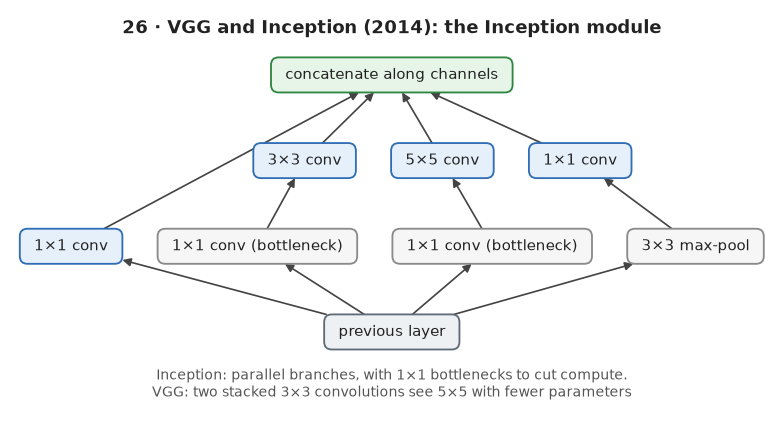 26 · VGG and Inception (2014): the Inception module
concatenate along channels
3×3 conv
5×5 conv
1×1 conv
1×1 conv
1×1 conv (bottleneck)
1×1 conv (bottleneck)
3×3 max-pool
previous layer
Inception: parallel branches, with 1×1 bottlenecks to cut compute.
VGG: two stacked 3×3 convolutions see 5×5 with fewer parameters